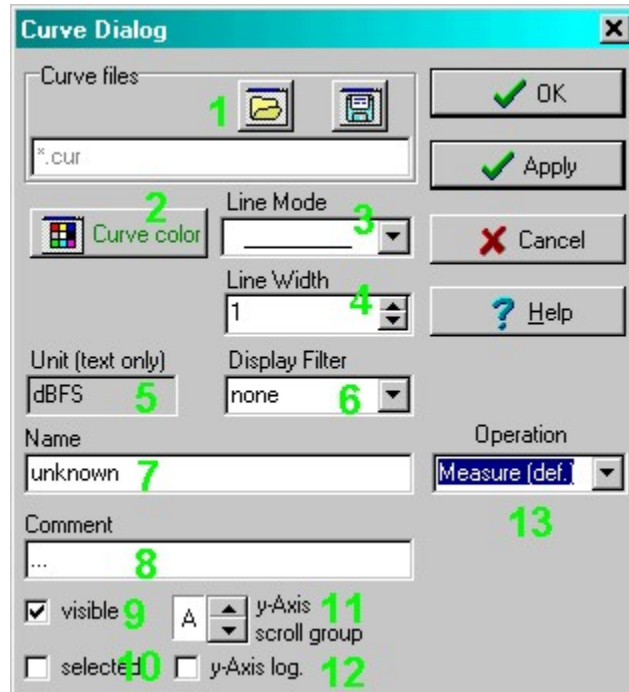 Curve Dialog
Curve files
1
*.cur
OK
Apply
2
Curve color
Line Mode
3
Cancel
Line Width
1
4
Help
Unit (text only)
dBFS
5
Display Filter
none
6
Name
unknown
7
Operation
Measure (def.)
13
Comment
...
8
visible
9
A
y-Axis
scroll group
11
selected
10
y-Axis log.
12